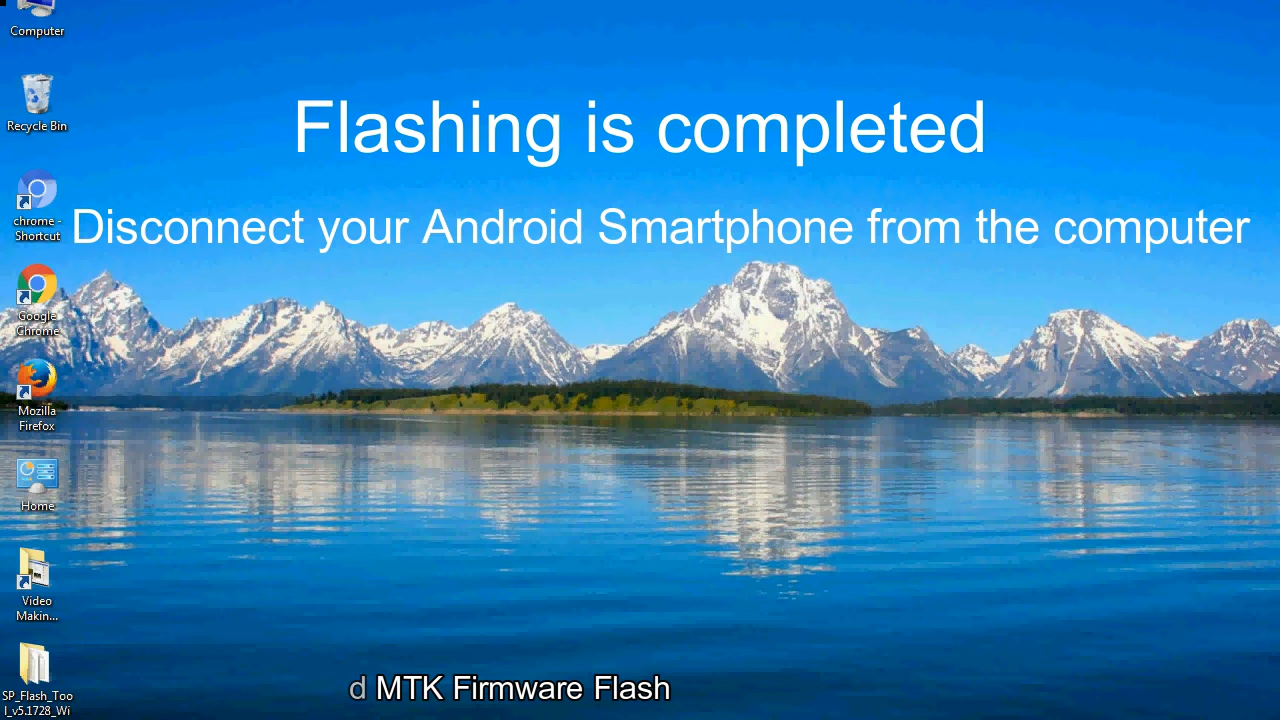 Computer
Recycle Bin
chrome -
Shortcut
Google
Chrome
Mozilla
Firefox
Home
Video
Makin...
SP_Flash_Too
l_v5.1728_Wi
Flashing is completed
Disconnect your Android Smartphone from the computer
d MTK Firmware Flash